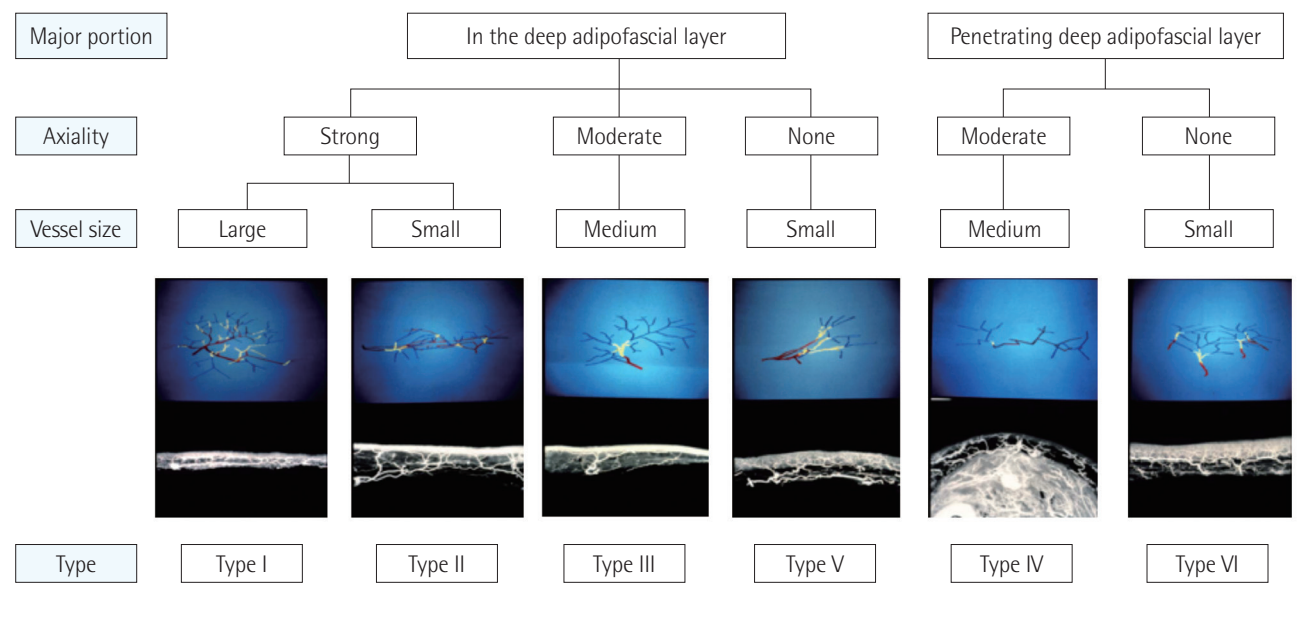 Major portion
In the deep adipofascial layer
Penetrating deep adipofascial layer
Axiality
Strong
Moderate
None
Moderate
None
Vessel size
Large
Small
Medium
Small
Medium
Small
Type
Type I
Type II
Type III
Type V
Type IV
Type VI